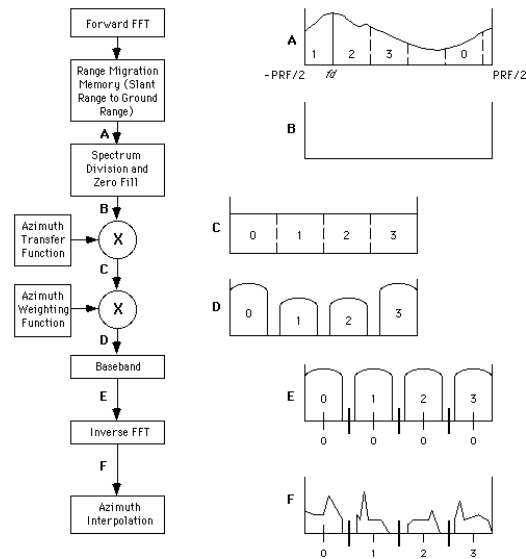 Forward FFT
Range Migration
Memory (Slant
Range to Ground
Range)
A
Spectrum
Division and
Zero Fill
B
Azimuth
Transfer
Function
X
C
Azimuth
Weighting
Function
X
D
Baseband
E
Inverse FFT
F
Azimuth
Interpolation
A
1 2 3 0
-PRF/2 fd PRF/2
B
C
0 1 2 3
D
0 1 2 3
E
0 1 2 3
0 0 0 0
F
0 1 2 3